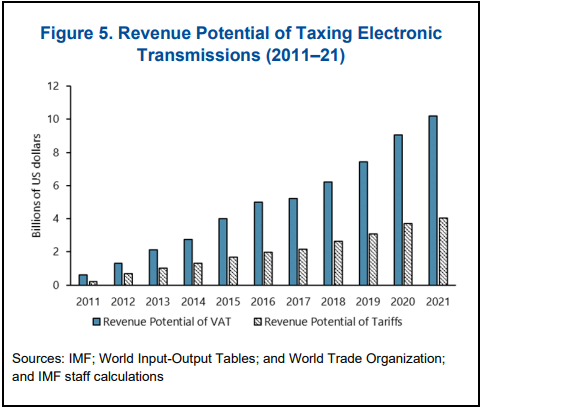 Figure 5. Revenue Potential of Taxing Electronic
Transmissions (2011–21)
12
10
8
6
4
2
0
Billions of US dollars
2011 2012 2013 2014 2015 2016 2017 2018 2019 2020 2021
Revenue Potential of VAT Revenue Potential of Tariffs
Sources: IMF; World Input-Output Tables; and World Trade Organization;
and IMF staff calculations